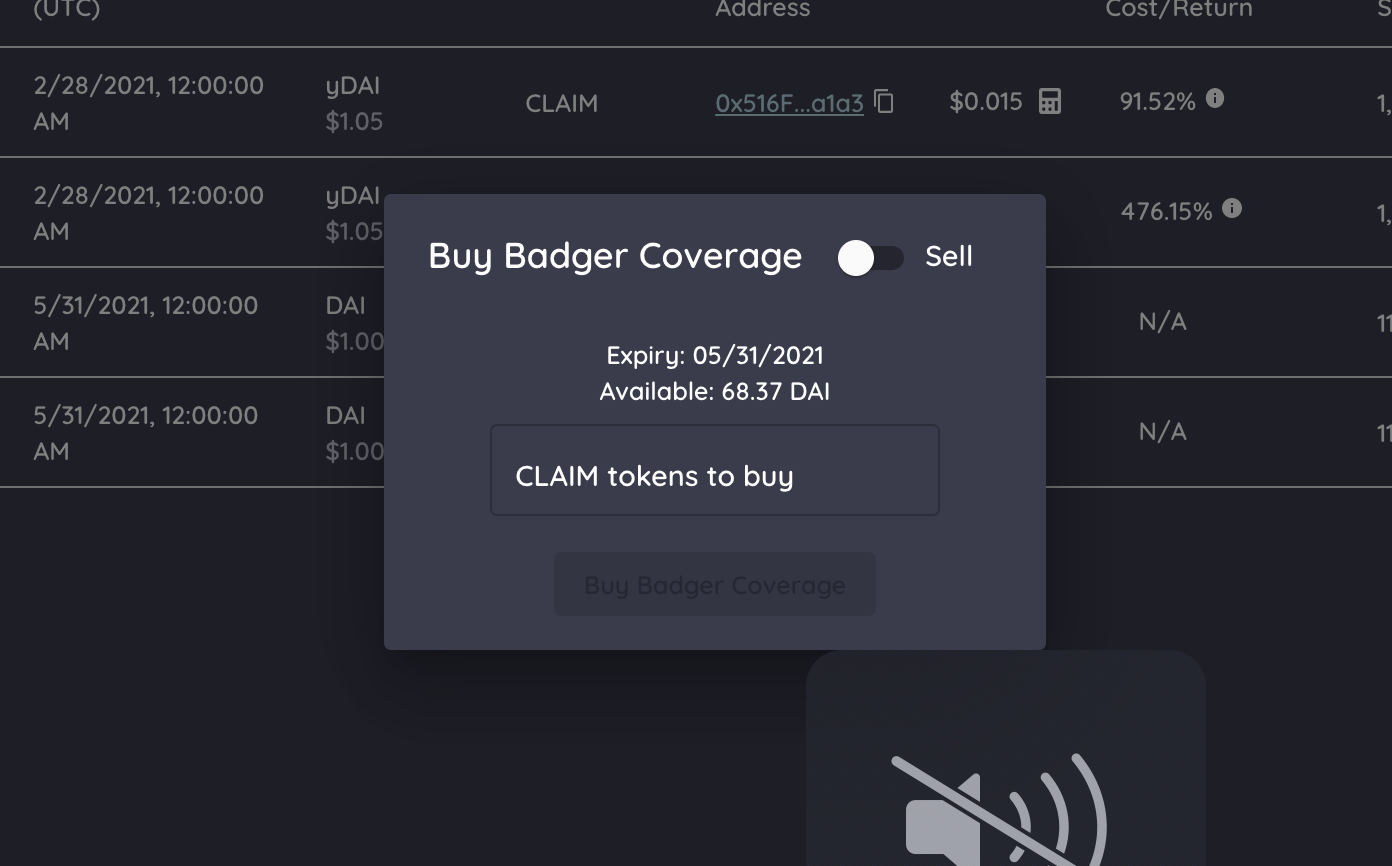 (UTC) Address Cost/Return S
2/28/2021, 12:00:00 AM yDAI $1.05 CLAIM 0x516F...a1a3 $0.015 91.52% 1,
2/28/2021, 12:00:00 AM yDAI $1.05 476.15% 1,
5/31/2021, 12:00:00 AM DAI $1.00 N/A 11
5/31/2021, 12:00:00 AM DAI $1.00 N/A 11
Buy Badger Coverage Sell
Expiry: 05/31/2021
Available: 68.37 DAI
CLAIM tokens to buy
Buy Badger Coverage